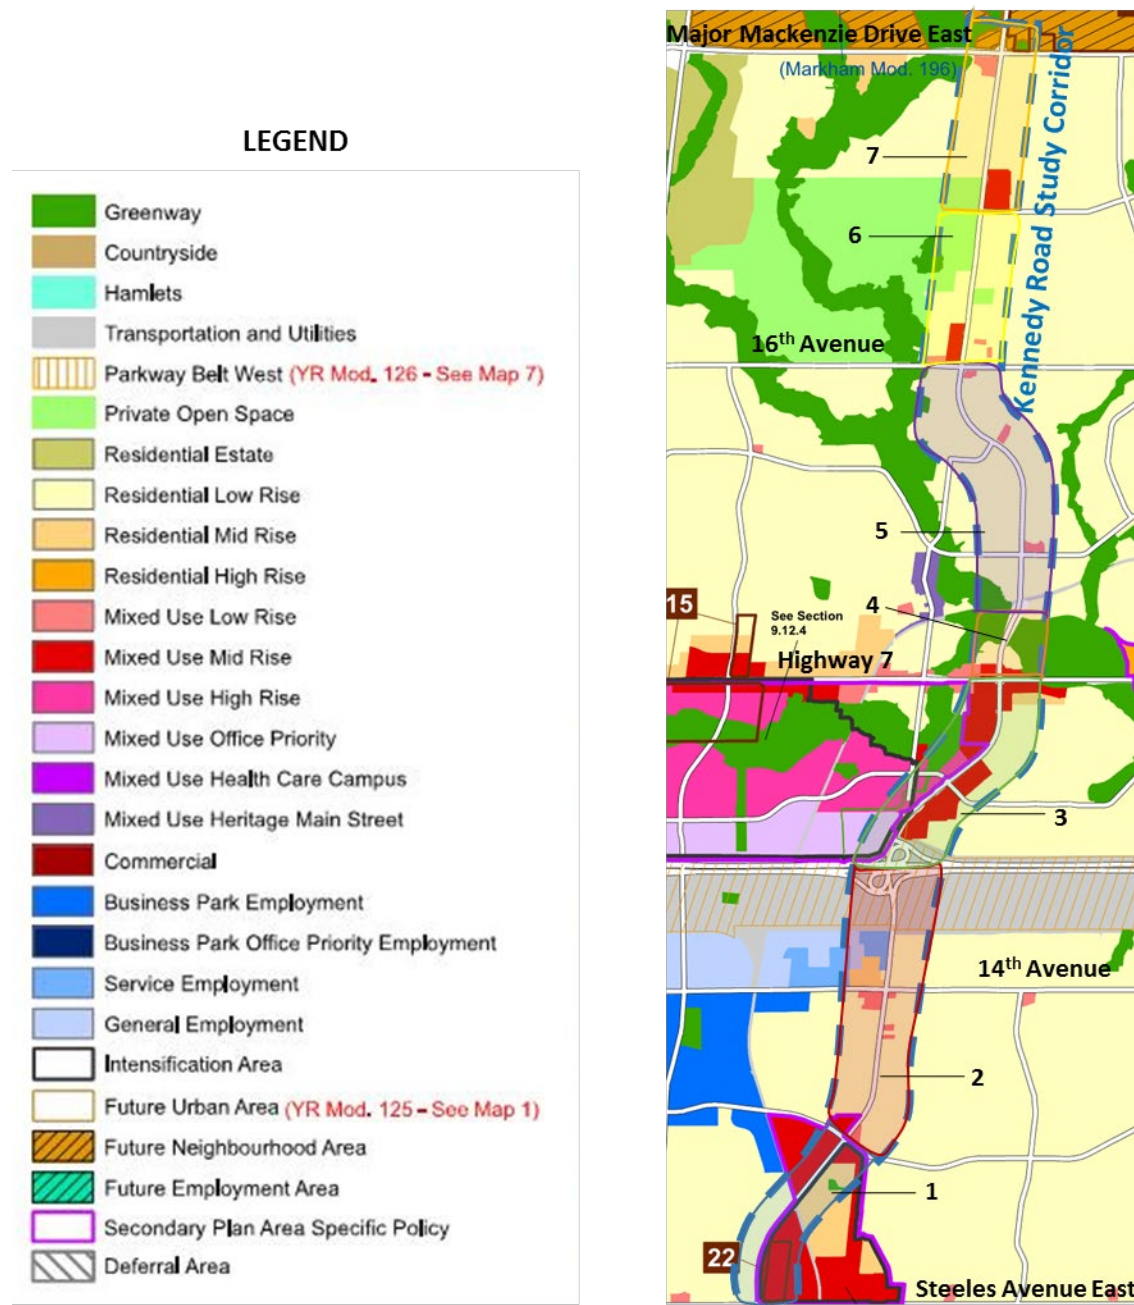 LEGEND
Greenway
Countryside
Hamlets
Transportation and Utilities
Parkway Belt West (YR Mod. 126 - See Map 7)
Private Open Space
Residential Estate
Residential Low Rise
Residential Mid Rise
Residential High Rise
Mixed Use Low Rise
Mixed Use Mid Rise
Mixed Use High Rise
Mixed Use Office Priority
Mixed Use Health Care Campus
Mixed Use Heritage Main Street
Commercial
Business Park Employment
Business Park Office Priority Employment
Service Employment
General Employment
Intensification Area
Future Urban Area (YR Mod. 125 - See Map 1)
Future Neighbourhood Area
Future Employment Area
Secondary Plan Area Specific Policy
Deferral Area
Major Mackenzie Drive East
(Markham Mod. 196)
Kennedy Road Study Corridor
7
6
16th Avenue
5
15
4
See Section
9.12.4
Highway 7
3
14th Avenue
2
1
22
Steeles Avenue East